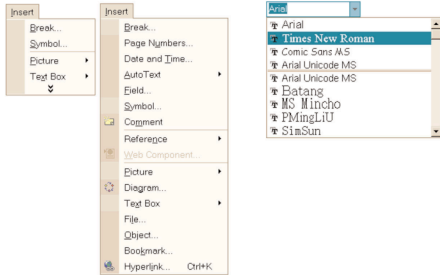 Insert
Break...
Symbol...
Picture
Text Box
Insert
Break...
Page Numbers...
Date and Time...
AutoText
Field...
Symbol...
Comment
Reference
Web Component...
Picture
Diagram...
Text Box
File...
Object...
Bookmark...
Hyperlink... Ctrl+K
Arial
Arial
Times New Roman
Comic Sans MS
Arial Unicode MS
Arial Unicode MS
Batang
MS Mincho
PMingLiU
SimSun